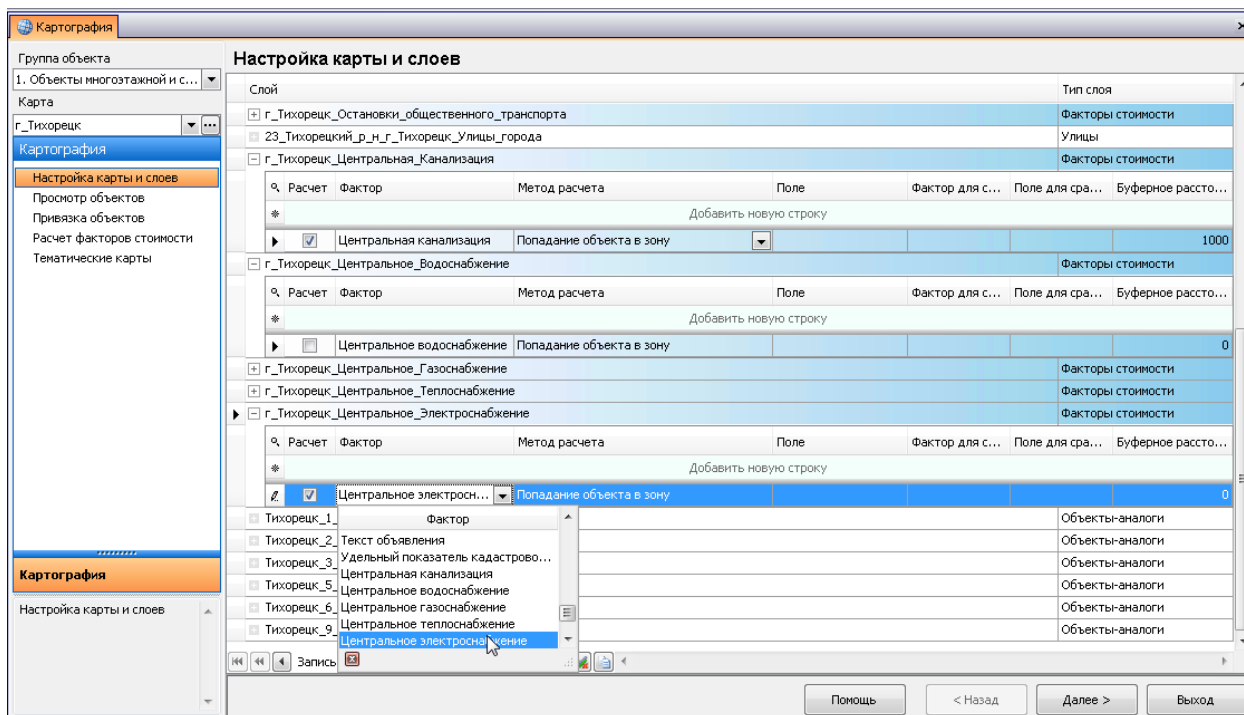 Картография
Группа объекта
1. Объекты многоэтажной и с...
Карта
г_Тихорецк
Картография
Настройка карты и слоев
Просмотр объектов
Привязка объектов
Расчет факторов стоимости
Тематические карты
Картография
Настройка карты и слоев
Настройка карты и слоев
Слой Тип слоя
г_Тихорецк_Остановки_общественного_транспорта Факторы стоимости
23_Тихорецкий_р_н_г_Тихорецк_Улицы_города Улицы
г_Тихорецк_Центральная_Канализация Факторы стоимости
Расчет Фактор Метод расчета Поле Фактор для с... Поле для сра... Буферное рассто...
Добавить новую строку
Центральная канализация Попадание объекта в зону 1000
г_Тихорецк_Центральное_Водоснабжение Факторы стоимости
Расчет Фактор Метод расчета Поле Фактор для с... Поле для сра... Буферное рассто...
Добавить новую строку
Центральное водоснабжение Попадание объекта в зону 0
г_Тихорецк_Центральное_Газоснабжение Факторы стоимости
г_Тихорецк_Центральное_Теплоснабжение Факторы стоимости
г_Тихорецк_Центральное_Электроснабжение Факторы стоимости
Расчет Фактор Метод расчета Поле Фактор для с... Поле для сра... Буферное рассто...
Добавить новую строку
Центральное электросн... Попадание объекта в зону 0
Тихорецк_1_ Объекты-аналоги
Тихорецк_2_ Объекты-аналоги
Тихорецк_3_ Объекты-аналоги
Тихорецк_5_ Объекты-аналоги
Тихорецк_6_ Объекты-аналоги
Тихорецк_9_ Объекты-аналоги
Фактор
Текст объявления
Удельный показатель кадастрово...
Центральная канализация
Центральное водоснабжение
Центральное газоснабжение
Центральное теплоснабжение
Центральное электроснабжение
Запись
Помощь < Назад Далее > Выход